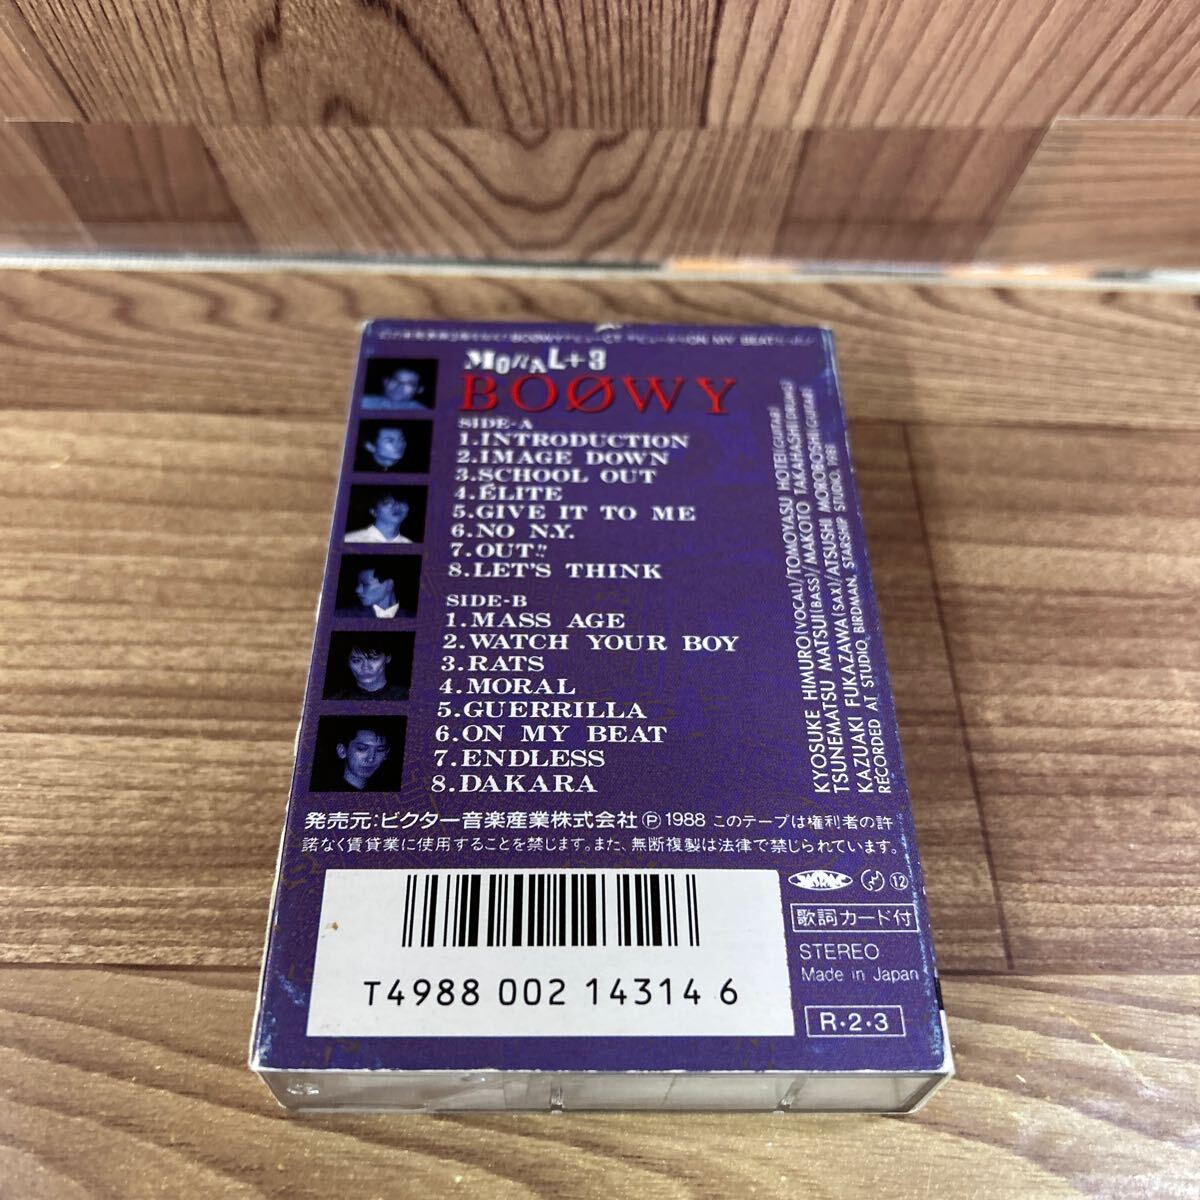 MORAL+3
BOØWY
SIDE-A
1.INTRODUCTION
2.IMAGE DOWN
3.SCHOOL OUT
4.ÉLITE
5.GIVE IT TO ME
6.NO N.Y.
7.OUT!!
8.LET'S THINK
SIDE-B
1.MASS AGE
2.WATCH YOUR BOY
3.RATS
4.MORAL
5.GUERRILLA
6.ON MY BEAT
7.ENDLESS
8.DAKARA
KYOSUKE HIMURO(VOCAL)/TOMOYASU HOTEI(GUITAR)
TSUNEMATSU MATSUI(BASS)/MAKOTO TAKAHASHI(DRUMS)
KAZUAKI FUKAZAWA(SAX)/ATSUSHI MOROBOSHI(GUITAR)
RECORDED AT STUDIO, BIRDMAN, STARSHIP STUDIO, 1981
発売元:ビクター音楽産業株式会社Ⓟ1988 このテープは権利者の許
諾なく賃貸業に使用することを禁じます。また、無断複製は法律で禁じられています。
⑫
歌詞カード付
STEREO
Made in Japan
R・2・3
T4988 002 14314 6